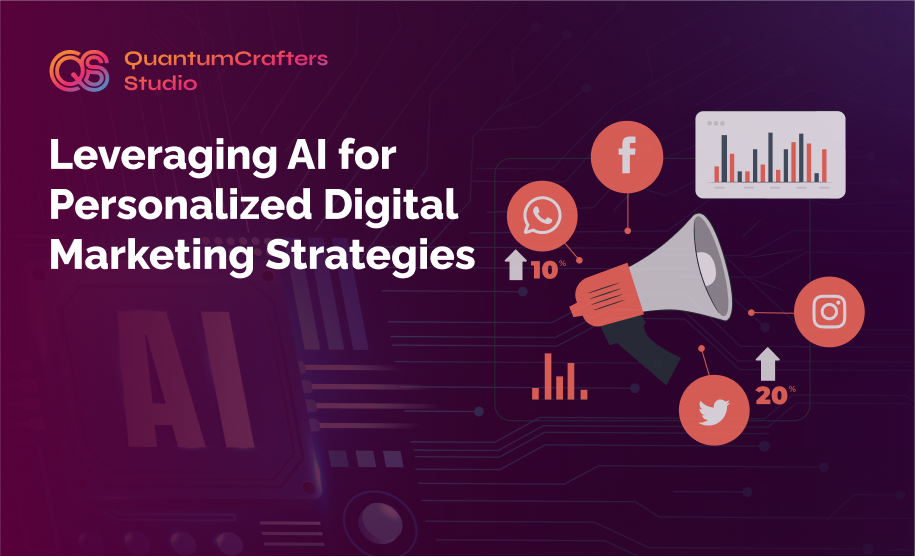 QS
QuantumCrafters
Studio
Leveraging AI for
Personalized Digital
Marketing Strategies
10%
20%
AI